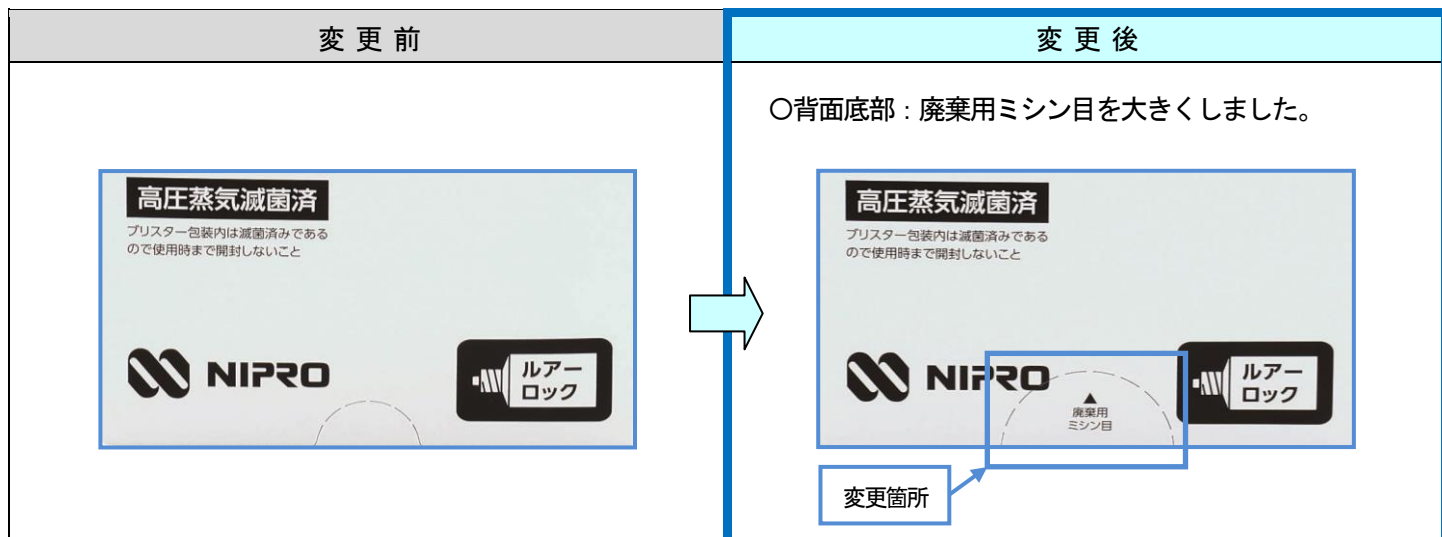 変更前
変更後
〇背面底部：廃棄用ミシン目を大きくしました。
高圧蒸気滅菌済
ブリスター包装内は滅菌済みである
ので使用時まで開封しないこと
NIPRO
ルアー
ロック
高圧蒸気滅菌済
ブリスター包装内は滅菌済みである
ので使用時まで開封しないこと
NIPRO
▲
廃棄用
ミシン目
ルアー
ロック
変更箇所